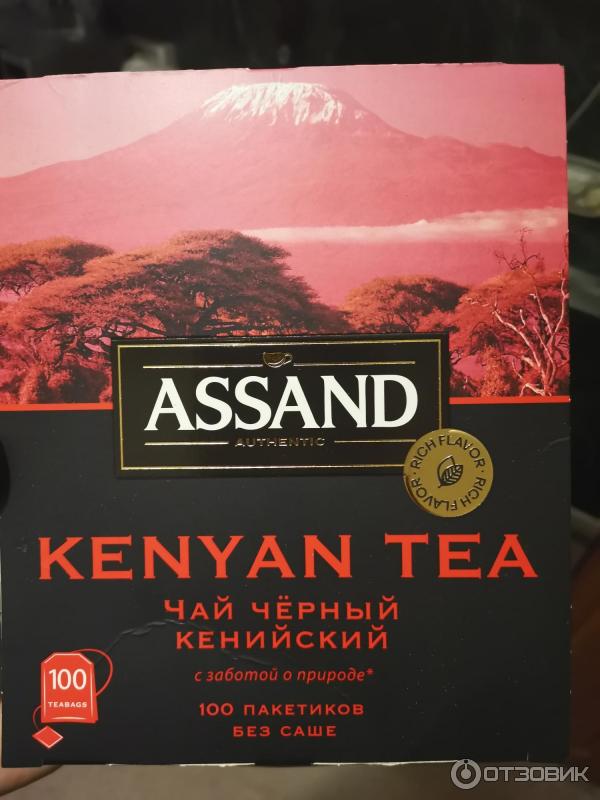 ASSAND
AUTHENTIC
RICH FLAVOR · RICH FLAVOR ·
KENYAN TEA
ЧАЙ ЧЁРНЫЙ
КЕНИЙСКИЙ
с заботой о природе*
100 ПАКЕТИКОВ
БЕЗ САШЕ
100
TEABAGS
ОТЗОВИК